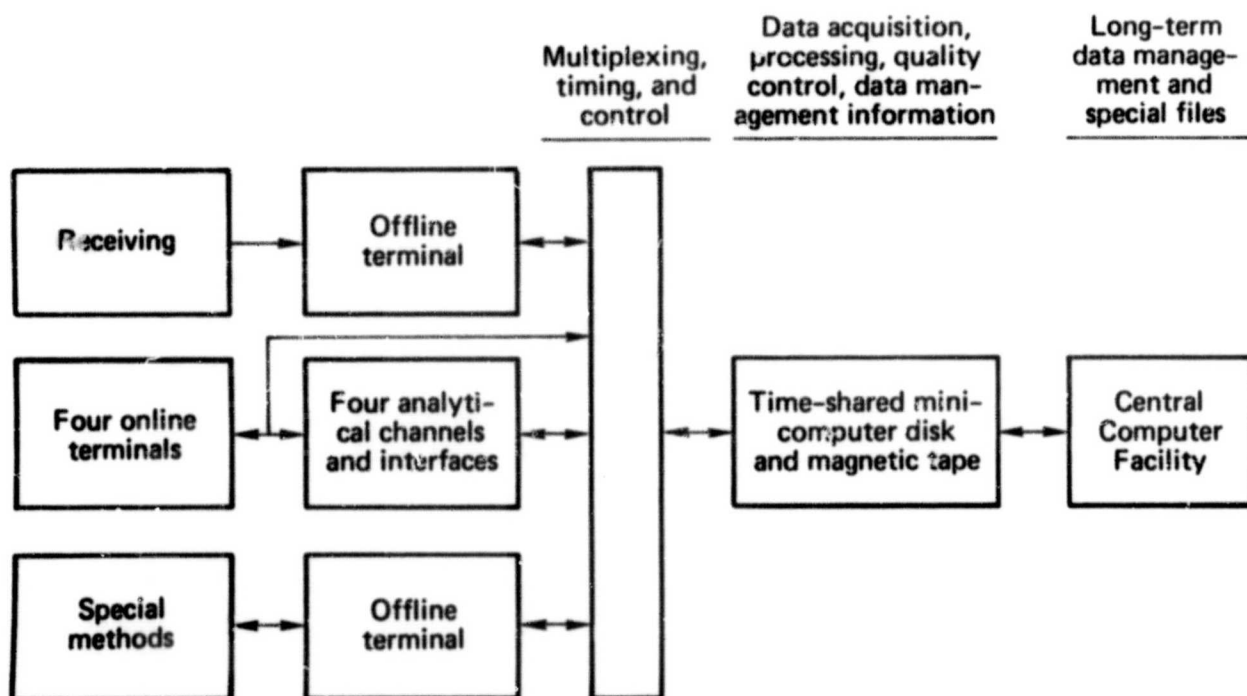 Multiplexing,
timing, and
control
Data acquisition,
processing, quality
control, data man-
agement information
Long-term
data manage-
ment and
special files
Receiving
Offline
terminal
Four online
terminals
Four analyti-
cal channels
and interfaces
Time-shared mini-
computer disk
and magnetic tape
Central
Computer
Facility
Special
methods
Offline
terminal